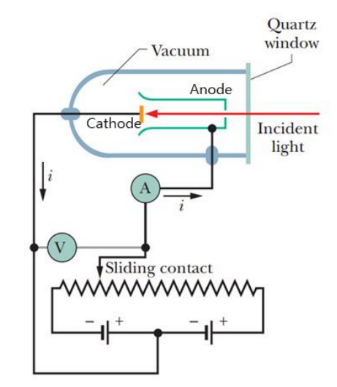 Quartz
window
Vacuum
Anode
Cathode
Incident
light
i
A
i
V
Sliding contact
− +
− +